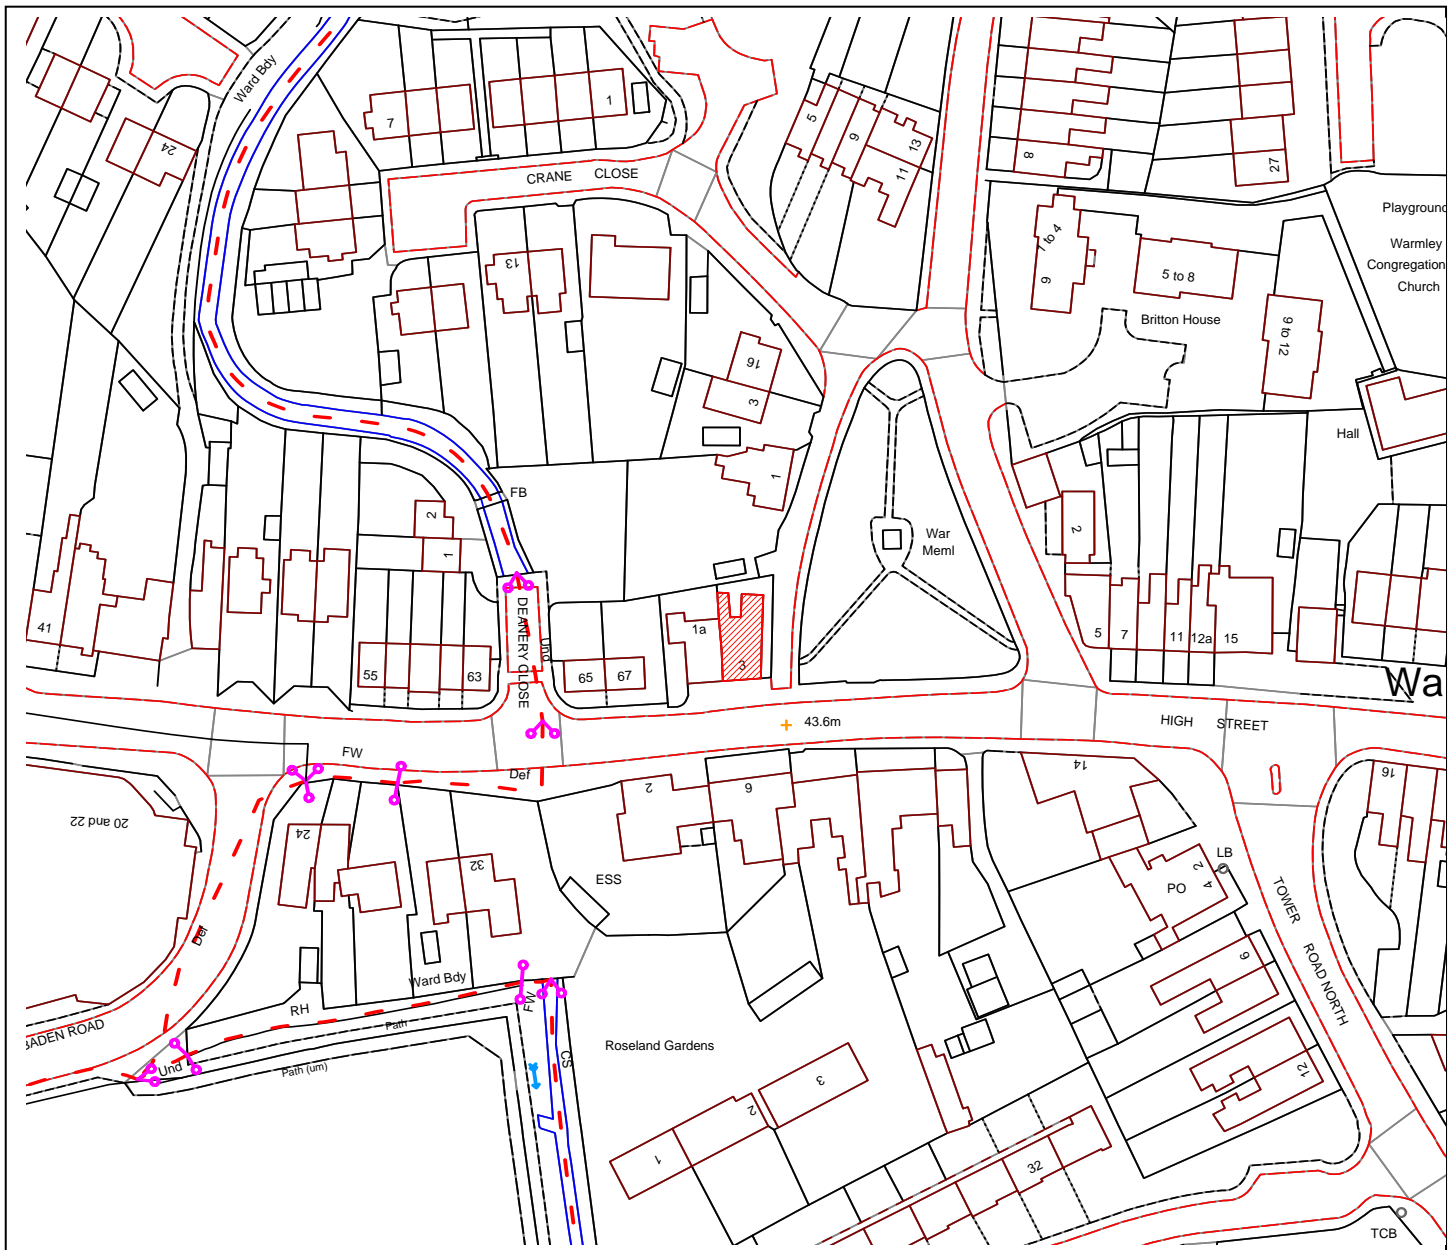 Ward Bdy
24
7
1
CRANE CLOSE
5
9
13
11
8
27
Playground
Warmley
Congregation
Church
1 to 4
9
5 to 8
Britton House
9 to 12
13
16
3
1
Hall
FB
2
1
War
Meml
2
41
55
63
DEANERY CLOSE
Und
65
67
1a
3
5
7
11
12a
15
Wa
43.6m
HIGH STREET
FW
Def
2
6
14
16
20 and 22
24
32
ESS
LB
PO
2
4
TOWER ROAD NORTH
Def
Ward Bdy
RH
FW
Path
BADEN ROAD
Und
Path (um)
CS
Roseland Gardens
6
12
3
2
1
32
TCB